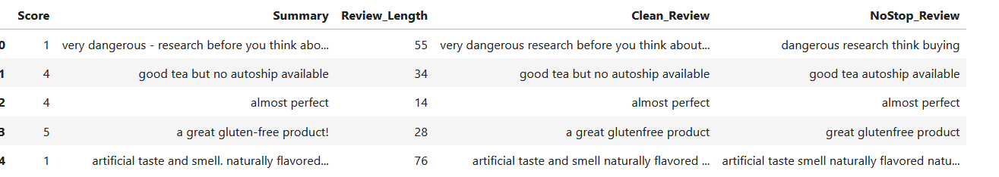 Score Summary Review_Length Clean_Review NoStop_Review
0 1 very dangerous - research before you think abo... 55 very dangerous research before you think about... dangerous research think buying
1 4 good tea but no autoship available 34 good tea but no autoship available good tea autoship available
2 4 almost perfect 14 almost perfect almost perfect
3 5 a great gluten-free product! 28 a great glutenfree product great glutenfree product
4 1 artificial taste and smell. naturally flavored... 76 artificial taste and smell naturally flavored ... artificial taste smell naturally flavored natu...